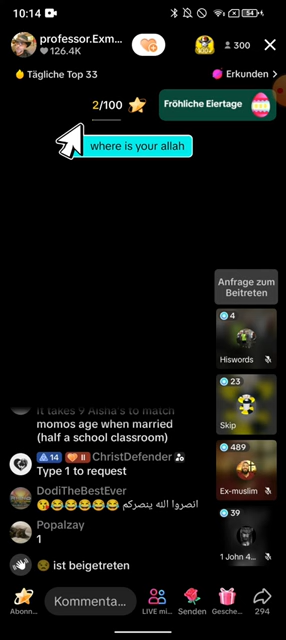 10:14
54
professor.Exm...
126.4K
300
Tägliche Top 33
Erkunden >
2/100
Fröhliche Eiertage
where is your allah
Anfrage zum
Beitreten
4
Hiswords
23
Skip
489
Ex-muslim
39
1 John 4...
It takes 9 Aisha's to match
momos age when married
(half a school classroom)
14 11 ChristDefender
Type 1 to request
DodiTheBestEver
انصروا الله ينصركم
Popalzay
1
ist beigetreten
Abonn...
Kommenta...
LIVE mi...
Senden
Gesche...
294